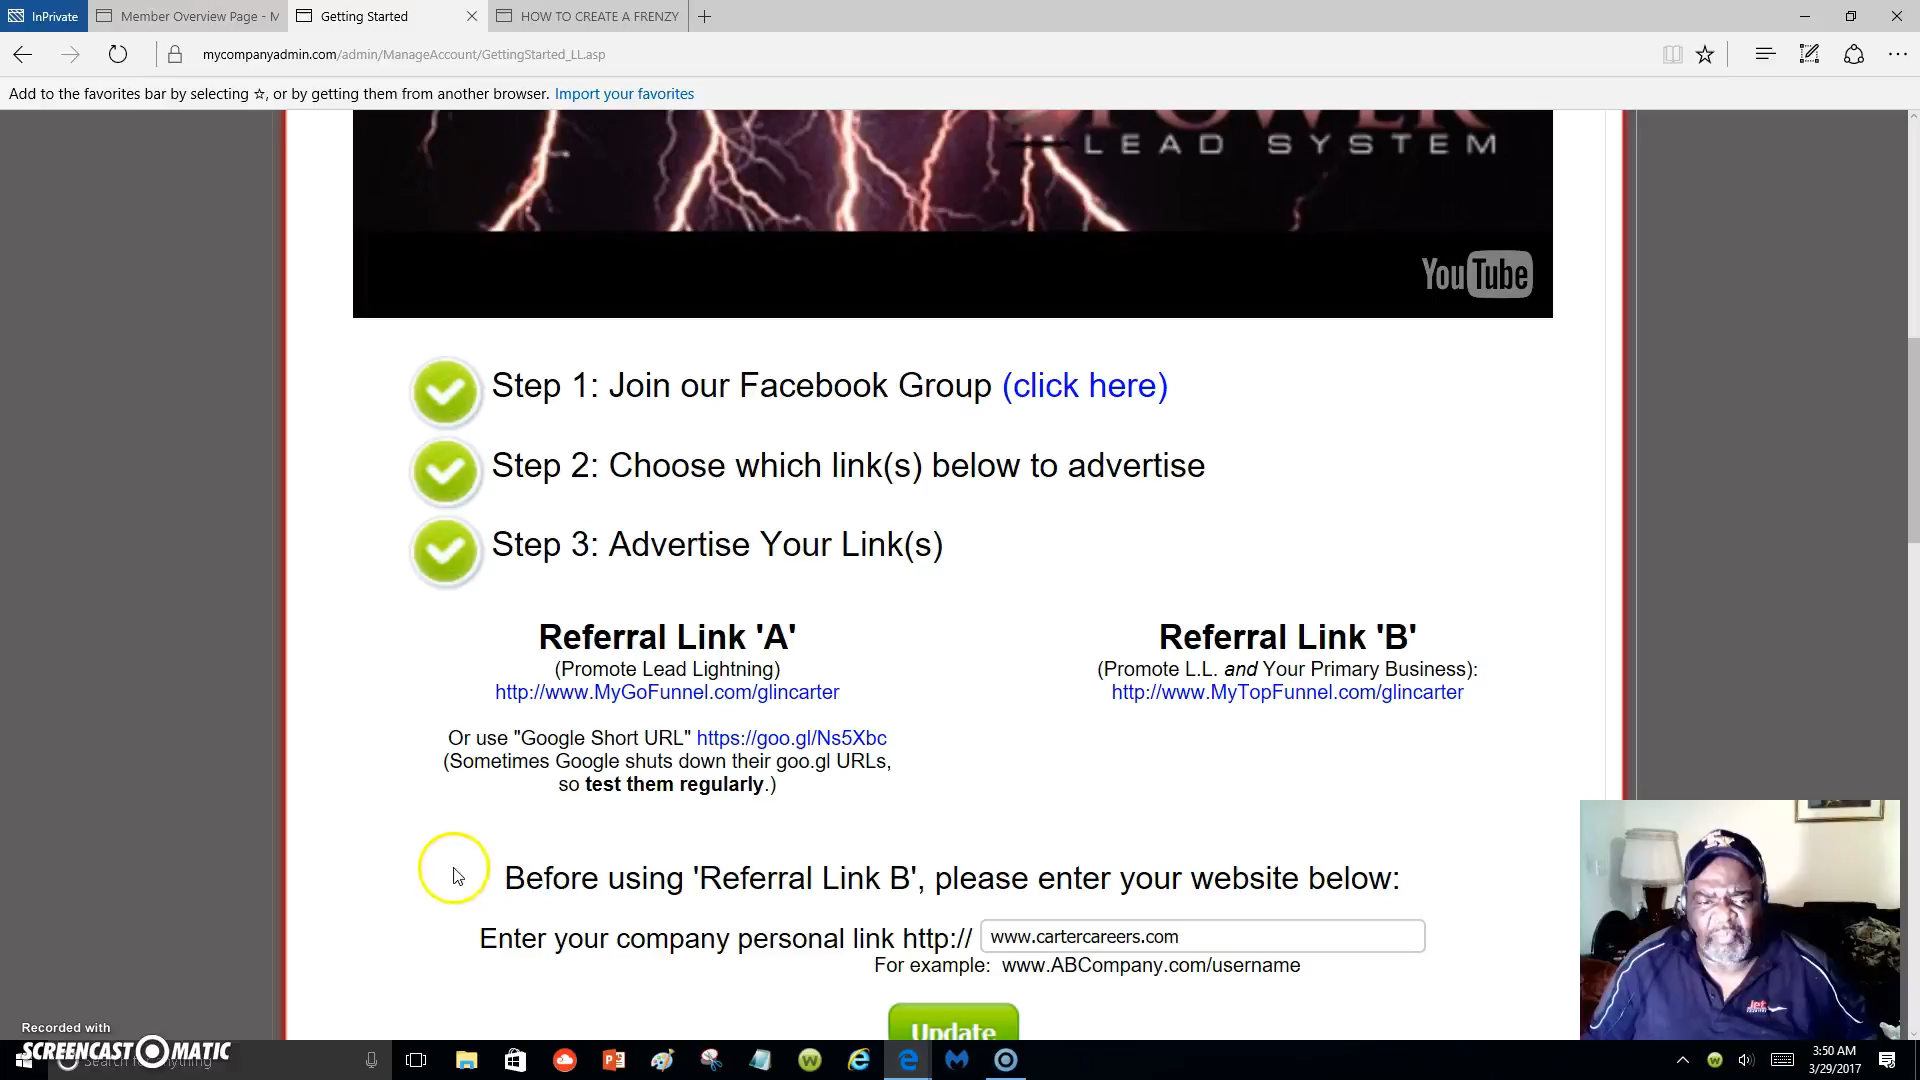 InPrivate
Member Overview Page - M
Getting Started
HOW TO CREATE A FRENZY
mycompanyadmin.com/admin/ManageAccount/GettingStarted_LL.asp
Add to the favorites bar by selecting ☆, or by getting them from another browser. Import your favorites
POWER
LEAD SYSTEM
YouTube
Step 1: Join our Facebook Group (click here)
Step 2: Choose which link(s) below to advertise
Step 3: Advertise Your Link(s)
Referral Link 'A'
(Promote Lead Lightning)
http://www.MyGoFunnel.com/glincarter
Or use "Google Short URL" https://goo.gl/Ns5Xbc
(Sometimes Google shuts down their goo.gl URLs,
so test them regularly.)
Referral Link 'B'
(Promote L.L. and Your Primary Business):
http://www.MyTopFunnel.com/glincarter
Before using 'Referral Link B', please enter your website below:
Enter your company personal link http:// www.cartercareers.com
For example: www.ABCompany.com/username
Update
Recorded with
SCREENCAST-O-MATIC
Search for anything
3:50 AM
3/29/2017